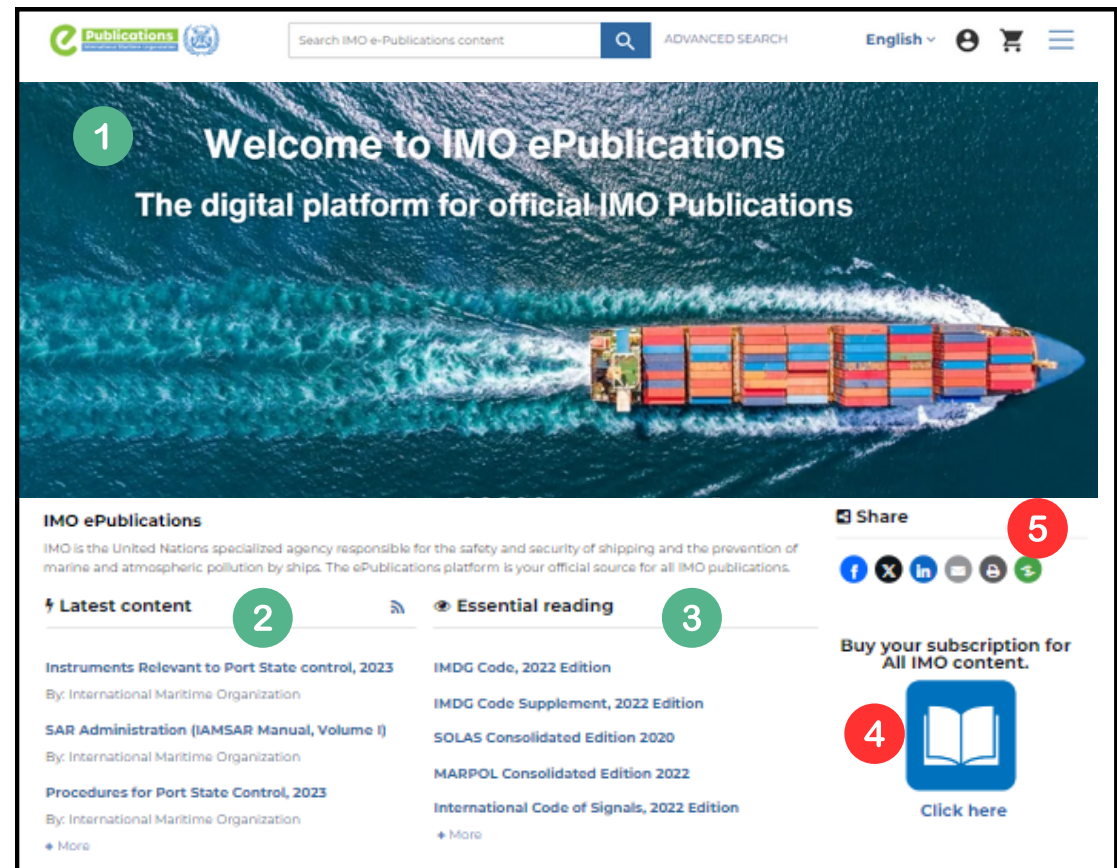 e Publications
International Maritime Organization
Search IMO e-Publications content
ADVANCED SEARCH
English
1
Welcome to IMO ePublications
The digital platform for official IMO Publications
IMO ePublications
IMO is the United Nations specialized agency responsible for the safety and security of shipping and the prevention of
marine and atmospheric pollution by ships. The ePublications platform is your official source for all IMO publications.
Latest content
2
Instruments Relevant to Port State control, 2023
By: International Maritime Organization
SAR Administration (IAMSAR Manual, Volume I)
By: International Maritime Organization
Procedures for Port State Control, 2023
By: International Maritime Organization
+ More
Essential reading
3
IMDG Code, 2022 Edition
IMDG Code Supplement, 2022 Edition
SOLAS Consolidated Edition 2020
MARPOL Consolidated Edition 2022
International Code of Signals, 2022 Edition
+ More
Share
5
f X in
Buy your subscription for
All IMO content.
4
Click here